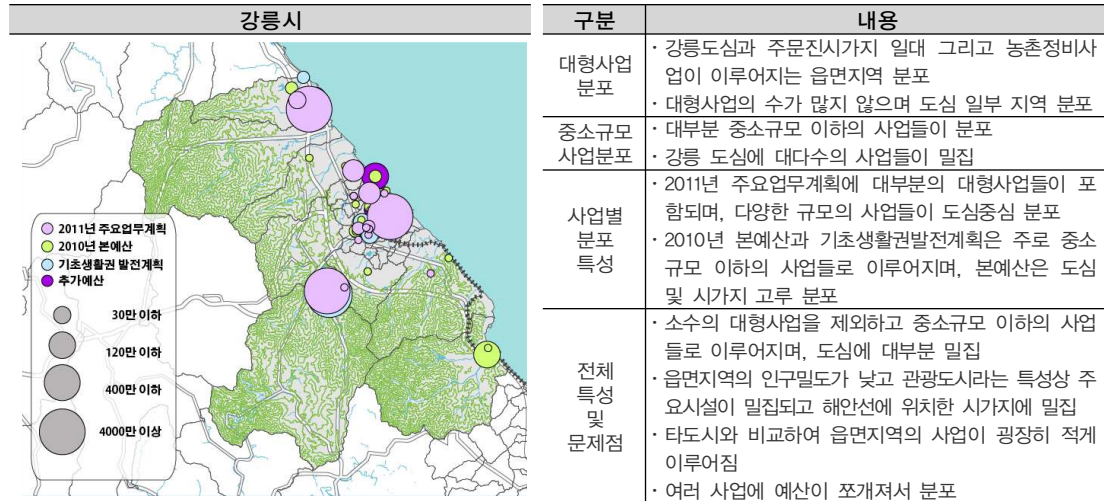 강릉시
2011년 주요업무계획
2010년 본예산
기초생활권 발전계획
추가예산
30만 이하
120만 이하
400만 이하
4000만 이상
구분 내용
대형사업
분포
· 강릉도심과 주문진시가지 일대 그리고 농촌정비사
업이 이루어지는 읍면지역 분포
· 대형사업의 수가 많지 않으며 도심 일부 지역 분포
중소규모
사업분포
· 대부분 중소규모 이하의 사업들이 분포
· 강릉 도심에 대다수의 사업들이 밀집
사업별
분포
특성
· 2011년 주요업무계획에 대부분의 대형사업들이 포
함되며, 다양한 규모의 사업들이 도심중심 분포
· 2010년 본예산과 기초생활권발전계획은 주로 중소
규모 이하의 사업들로 이루어지며, 본예산은 도심
및 시가지 고루 분포
전체
특성
및
문제점
· 소수의 대형사업을 제외하고 중소규모 이하의 사업
들로 이루어지며, 도심에 대부분 밀집
· 읍면지역의 인구밀도가 낮고 관광도시라는 특성상 주
요시설이 밀집되고 해안선에 위치한 시가지에 밀집
· 타도시와 비교하여 읍면지역의 사업이 굉장히 적게
이루어짐
· 여러 사업에 예산이 쪼개져서 분포